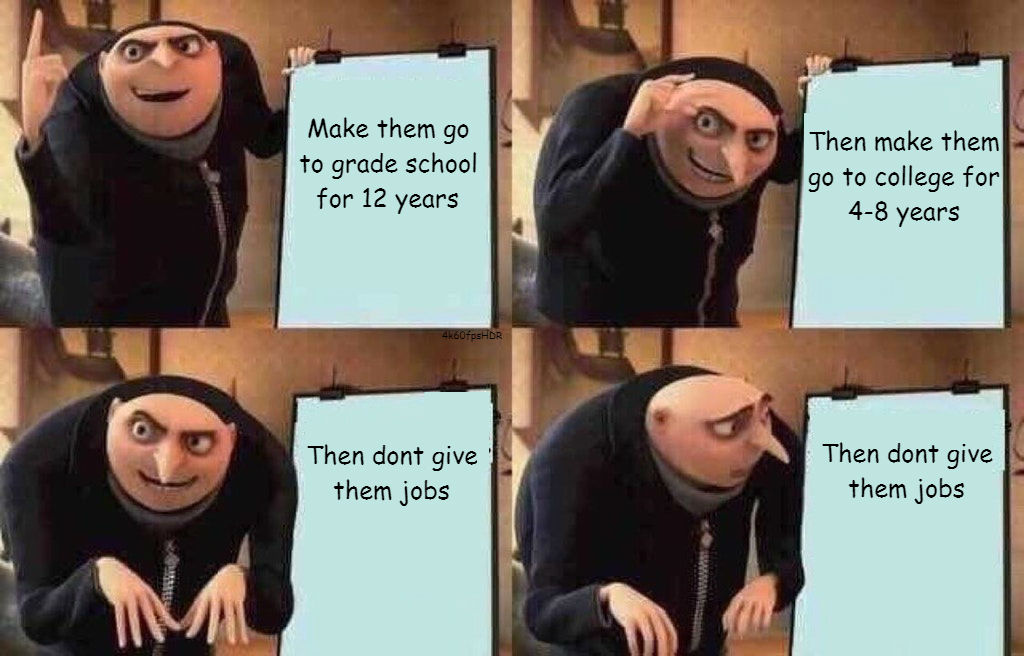 Make them go
to grade school
for 12 years
Then make them
go to college for
4-8 years
4k60fpsHDR
Then dont give
them jobs
Then dont give
them jobs